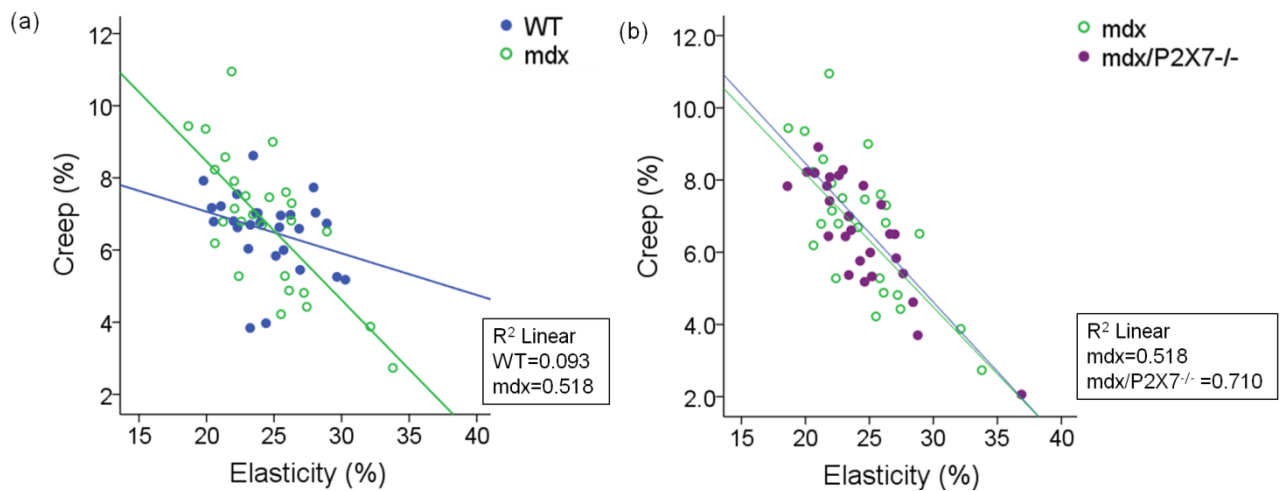 (a)
WT
mdx
12
10
8
6
4
2
Creep (%)
15 20 25 30 35 40
Elasticity (%)
R² Linear
WT=0.093
mdx=0.518
(b)
mdx
mdx/P2X7-/-
12.0
10.0
8.0
6.0
4.0
2.0
Creep (%)
15 20 25 30 35 40
Elasticity (%)
R² Linear
mdx=0.518
mdx/P2X7⁻/⁻ =0.710